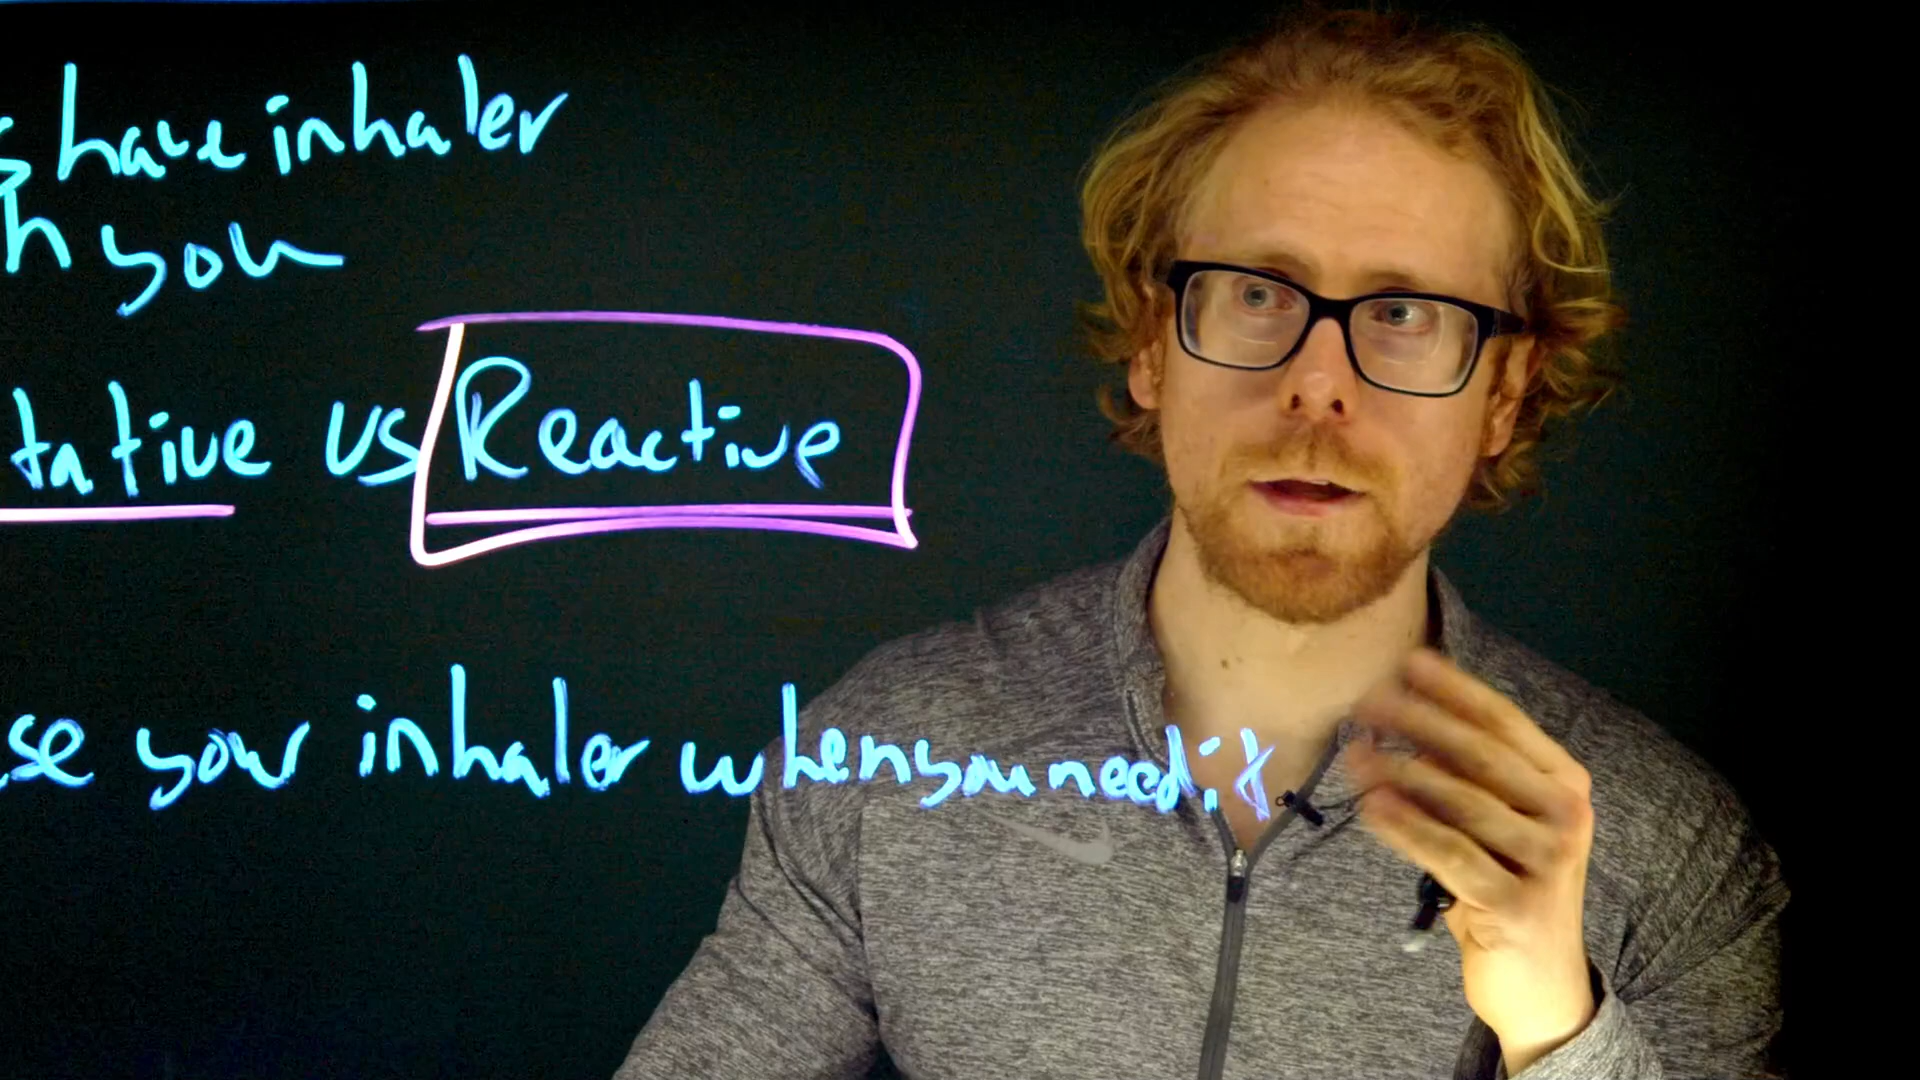 s have inhaler
h you
tative vs Reactive
se your inhaler when you need it